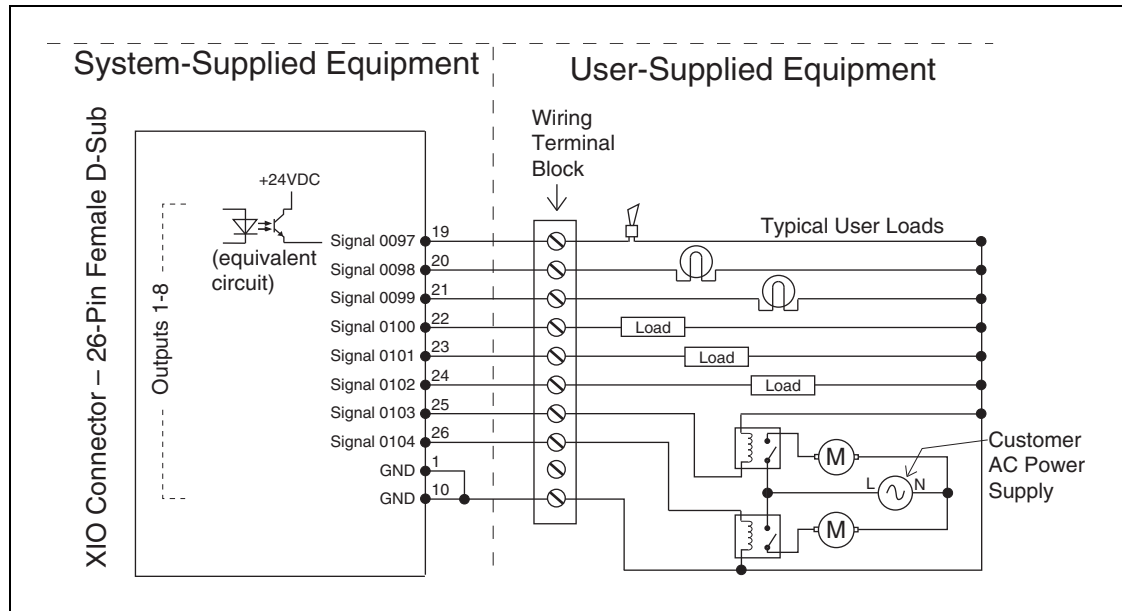 System-Supplied Equipment
User-Supplied Equipment
XIO Connector – 26-Pin Female D-Sub
Wiring
Terminal
Block
+24VDC
(equivalent
circuit)
Outputs 1-8
Typical User Loads
Signal 0097 19
Signal 0098 20
Signal 0099 21
Signal 0100 22
Load
Signal 0101 23
Load
Signal 0102 24
Load
Signal 0103 25
Signal 0104 26
GND 1
GND 10
M
L N
M
Customer
AC Power
Supply